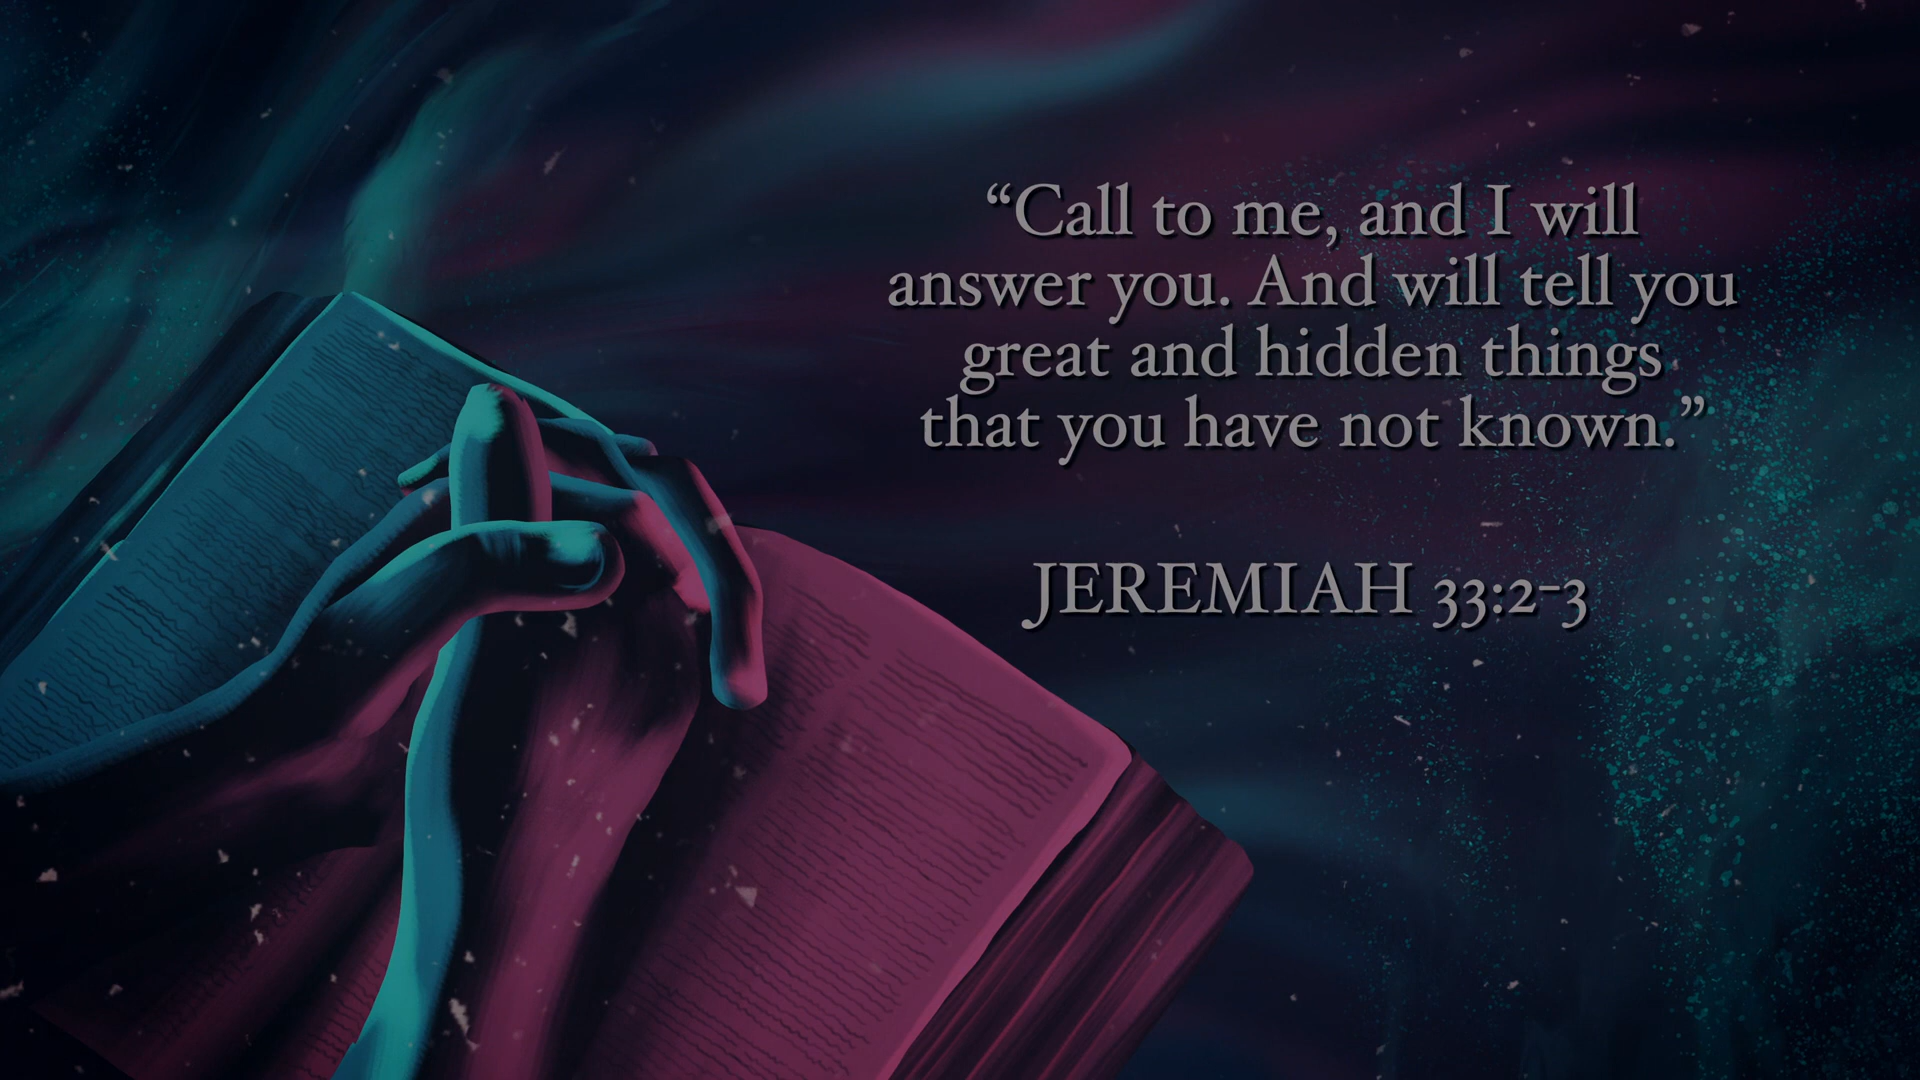 “Call to me, and I will
answer you. And will tell you
great and hidden things
that you have not known.”
JEREMIAH 33:2-3